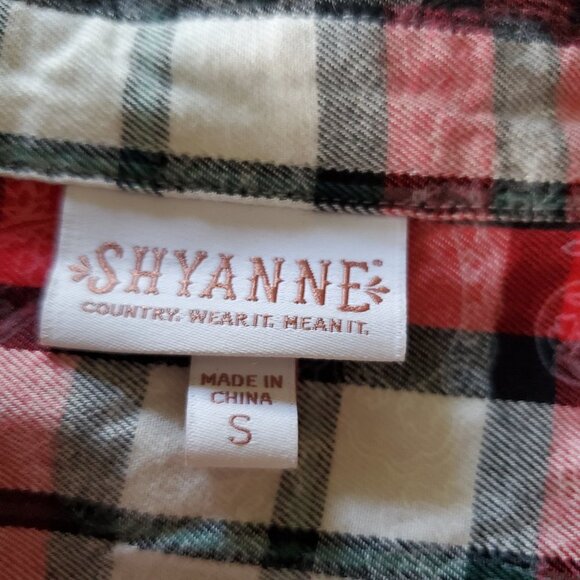 SHYANNE®
COUNTRY. WEAR IT. MEAN IT.
MADE IN
CHINA
S